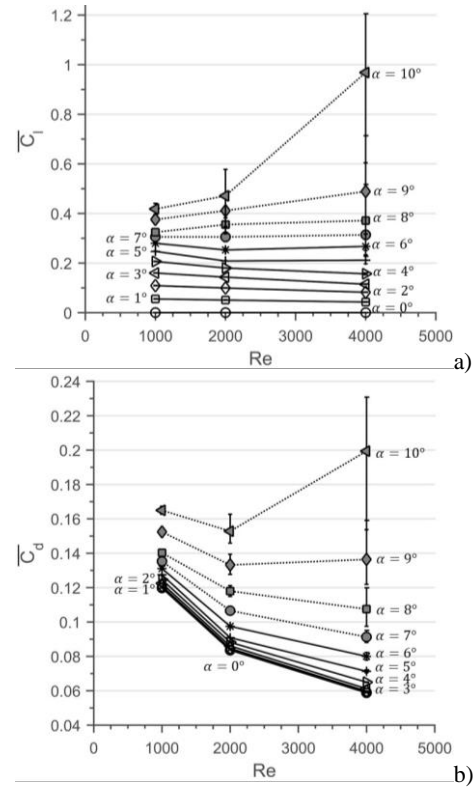 1.2
1
0.8
0.6
0.4
0.2
0
C̅l
α = 10°
α = 9°
α = 8°
α = 7°
α = 6°
α = 5°
α = 4°
α = 3°
α = 2°
α = 1°
α = 0°
0 1000 2000 3000 4000 5000
Re
a)
0.24
0.22
0.2
0.18
0.16
0.14
0.12
0.10
0.08
0.06
0.04
C̅d
α = 10°
α = 9°
α = 2°
α = 1°
α = 8°
α = 7°
α = 6°
α = 5°
α = 4°
α = 3°
α = 0°
0 1000 2000 3000 4000 5000
Re
b)